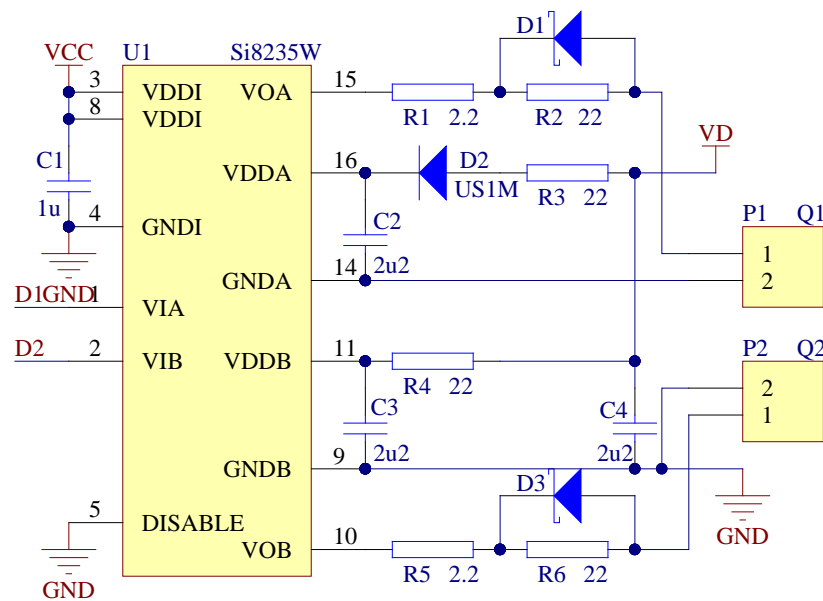 D1
VCC U1 Si8235W
3 VDDI VOA 15
8 VDDI
R1 2.2 R2 22
VD
C1
1u
VDDA 16 D2
US1M R3 22
4 GNDI
C2
2u2
P1 Q1
1
2
GNDA 14
D1 GND 1 VIA
D2 2 VIB
VDDB 11
R4 22
P2 Q2
2
1
C3
2u2
C4
2u2
GNDB 9
D3
GND
5 DISABLE
VOB 10
GND
R5 2.2 R6 22